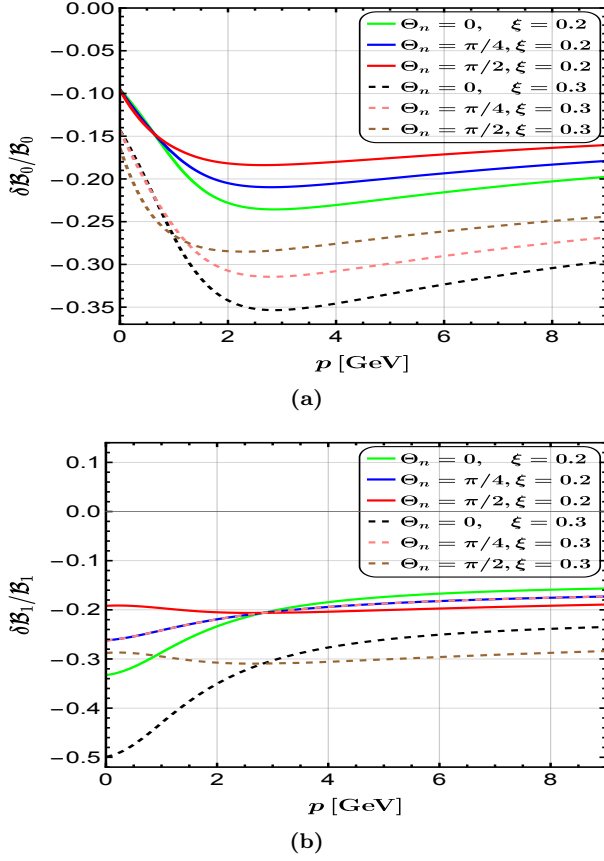 0.00
−0.10
−0.15
−0.20
−0.25
−0.30
−0.35
δℬ₀/ℬ₀
Θₙ = 0, ξ = 0.2
Θₙ = π/4, ξ = 0.2
Θₙ = π/2, ξ = 0.2
Θₙ = 0, ξ = 0.3
Θₙ = π/4, ξ = 0.3
Θₙ = π/2, ξ = 0.3
0 2 4 6 8
p [GeV]
(a)
0.1
0.0
−0.1
−0.2
−0.3
−0.4
−0.5
δℬ₁/ℬ₁
Θₙ = 0, ξ = 0.2
Θₙ = π/4, ξ = 0.2
Θₙ = π/2, ξ = 0.2
Θₙ = 0, ξ = 0.3
Θₙ = π/4, ξ = 0.3
Θₙ = π/2, ξ = 0.3
0 2 4 6 8
p [GeV]
(b)